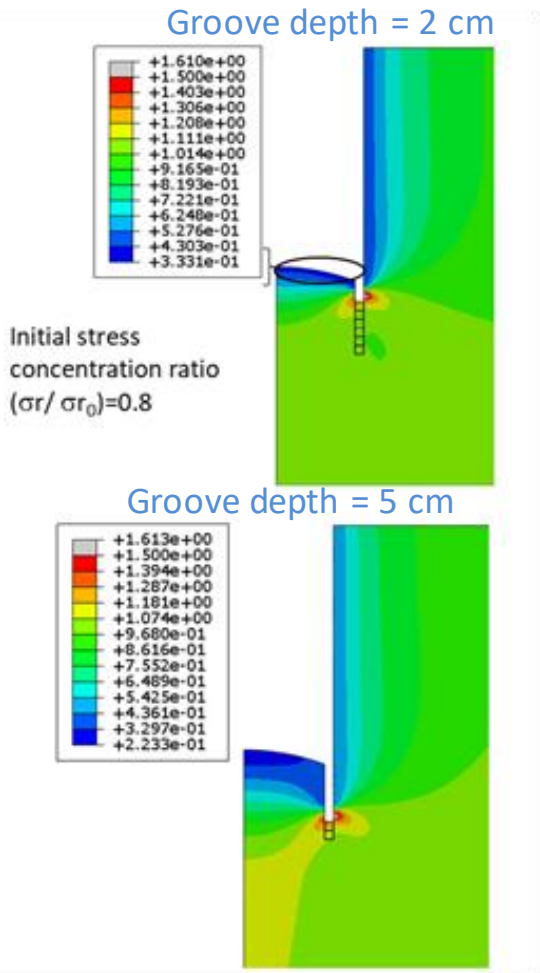 Groove depth = 2 cm
+1.610e+00
+1.500e+00
+1.403e+00
+1.306e+00
+1.208e+00
+1.111e+00
+1.014e+00
+9.165e-01
+8.193e-01
+7.221e-01
+6.248e-01
+5.276e-01
+4.303e-01
+3.331e-01
Initial stress
concentration ratio
(σr/ σr₀)=0.8
Groove depth = 5 cm
+1.613e+00
+1.500e+00
+1.394e+00
+1.287e+00
+1.181e+00
+1.074e+00
+9.680e-01
+8.616e-01
+7.552e-01
+6.489e-01
+5.425e-01
+4.361e-01
+3.297e-01
+2.233e-01